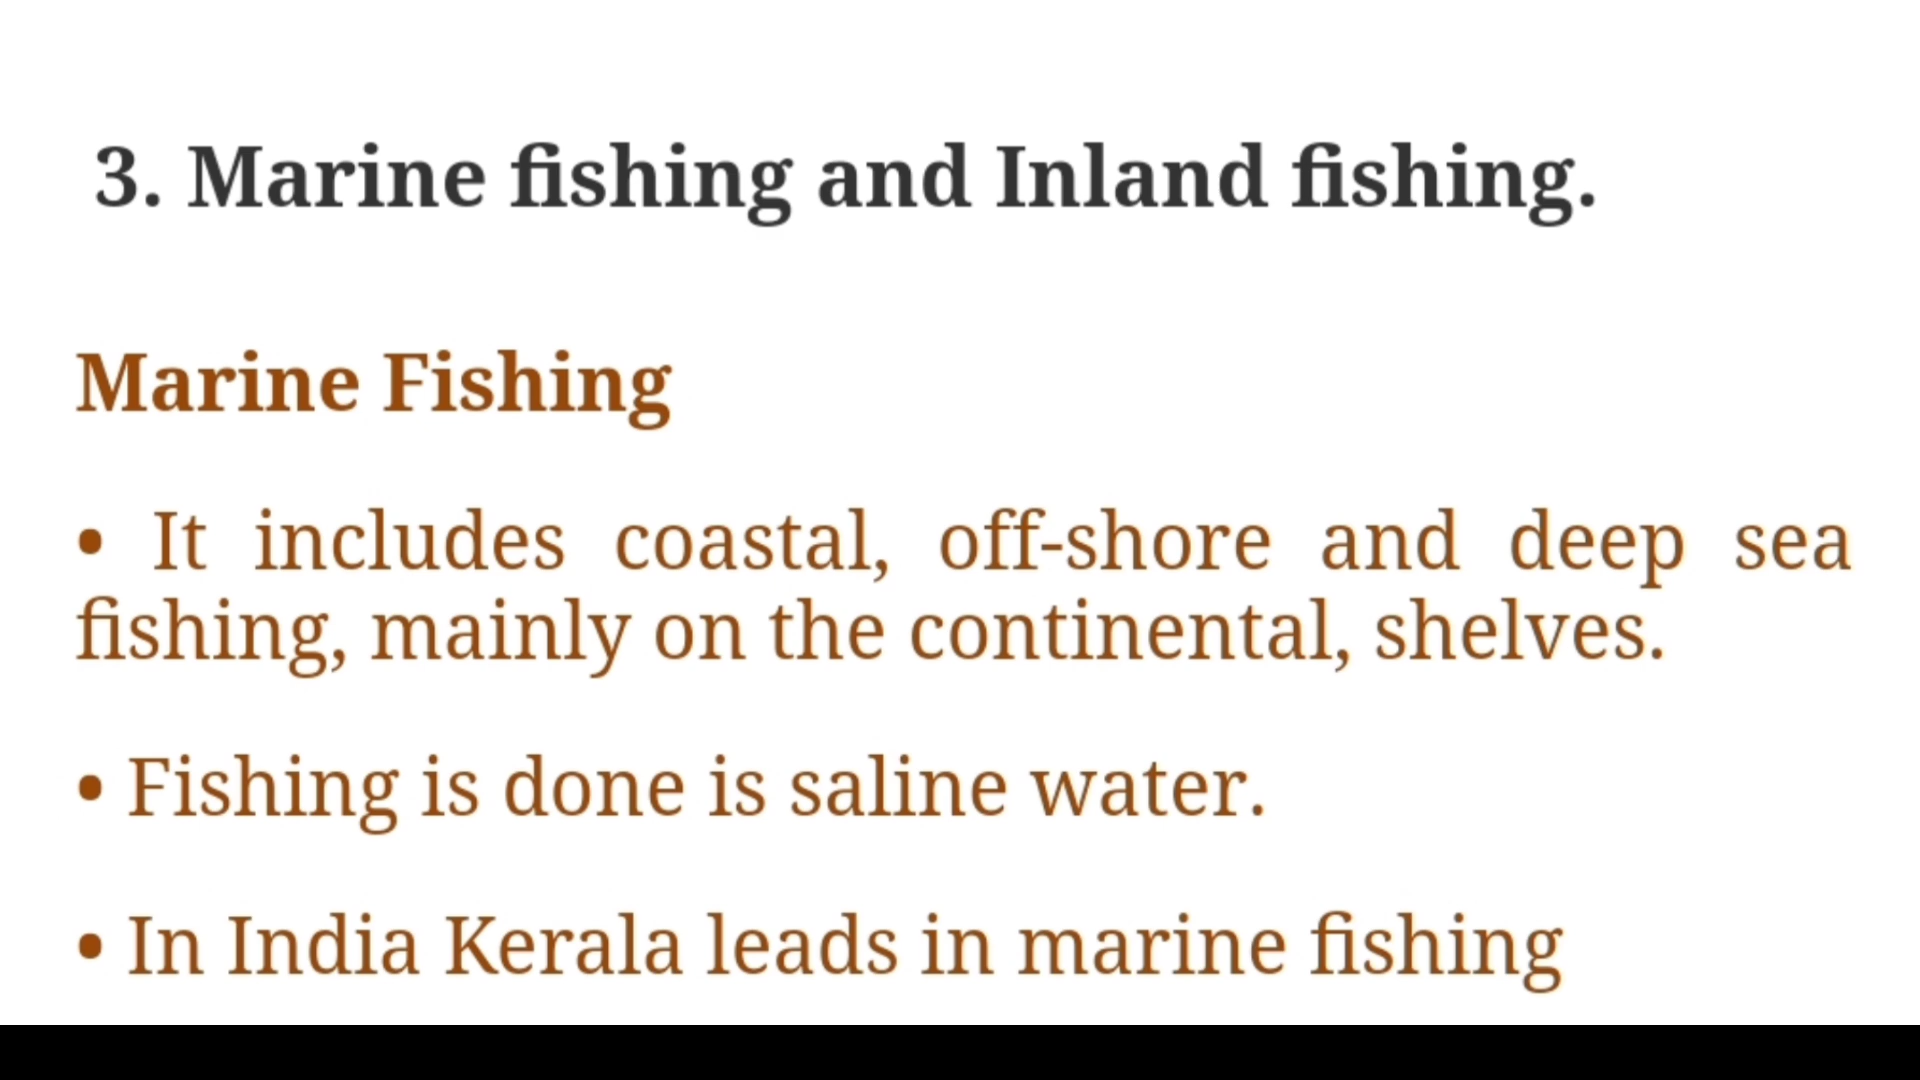 3. Marine fishing and Inland fishing.
Marine Fishing
• It includes coastal, off-shore and deep sea
fishing, mainly on the continental, shelves.
• Fishing is done is saline water.
• In India Kerala leads in marine fishing